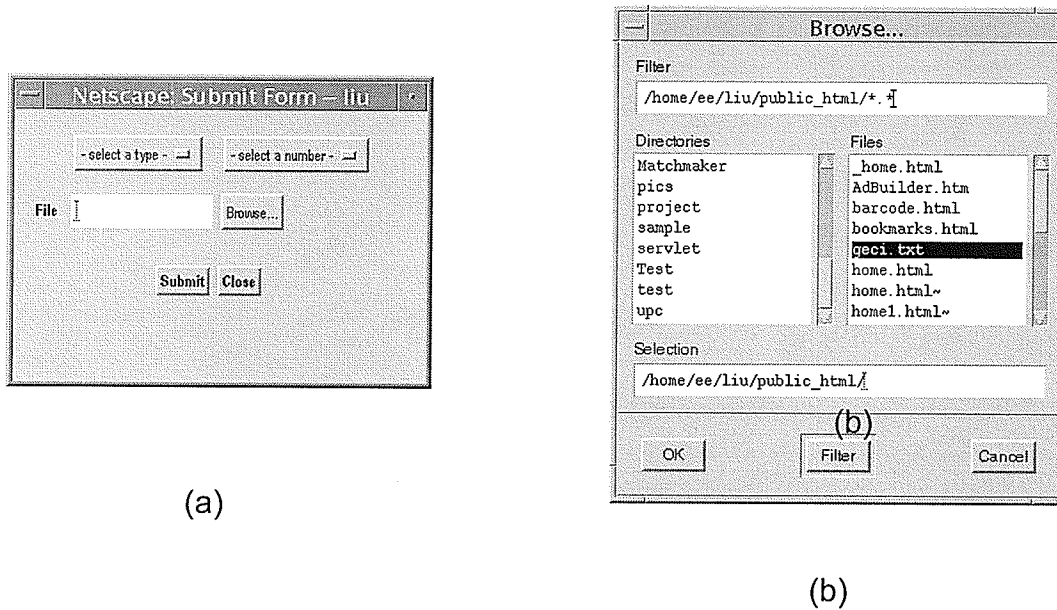 Netscape: Submit Form – liu
- select a type -
- select a number -
File
Browse...
Submit
Close
(a)
Browse...
Filter
/home/ee/liu/public_html/*.*
Directories
Matchmaker
pics
project
sample
servlet
Test
test
upc
Files
_home.html
AdBuilder.htm
barcode.html
bookmarks.html
geci.txt
home.html
home.html~
home1.html~
Selection
/home/ee/liu/public_html/
(b)
OK
Filter
Cancel
(b)